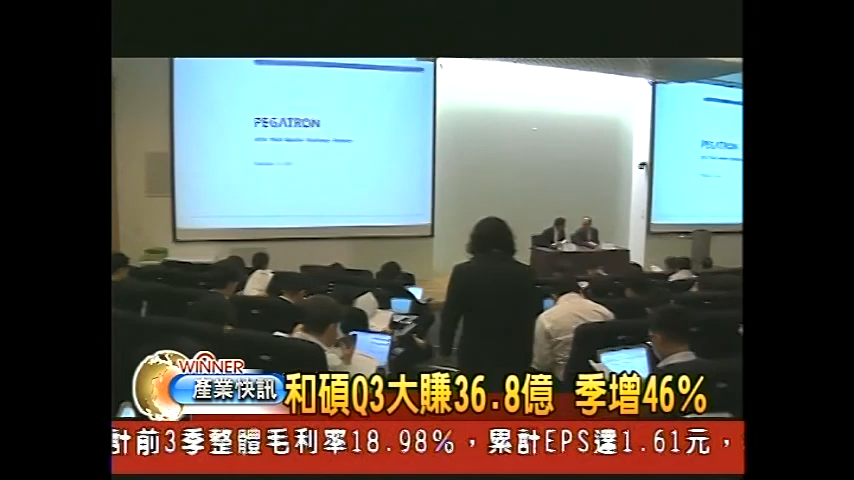 PEGATRON
PEGATRON
WINNER
產業快訊
和碩Q3大賺36.8億 季增46%
計前3季整體毛利率18.98%，累計EPS達1.61元，